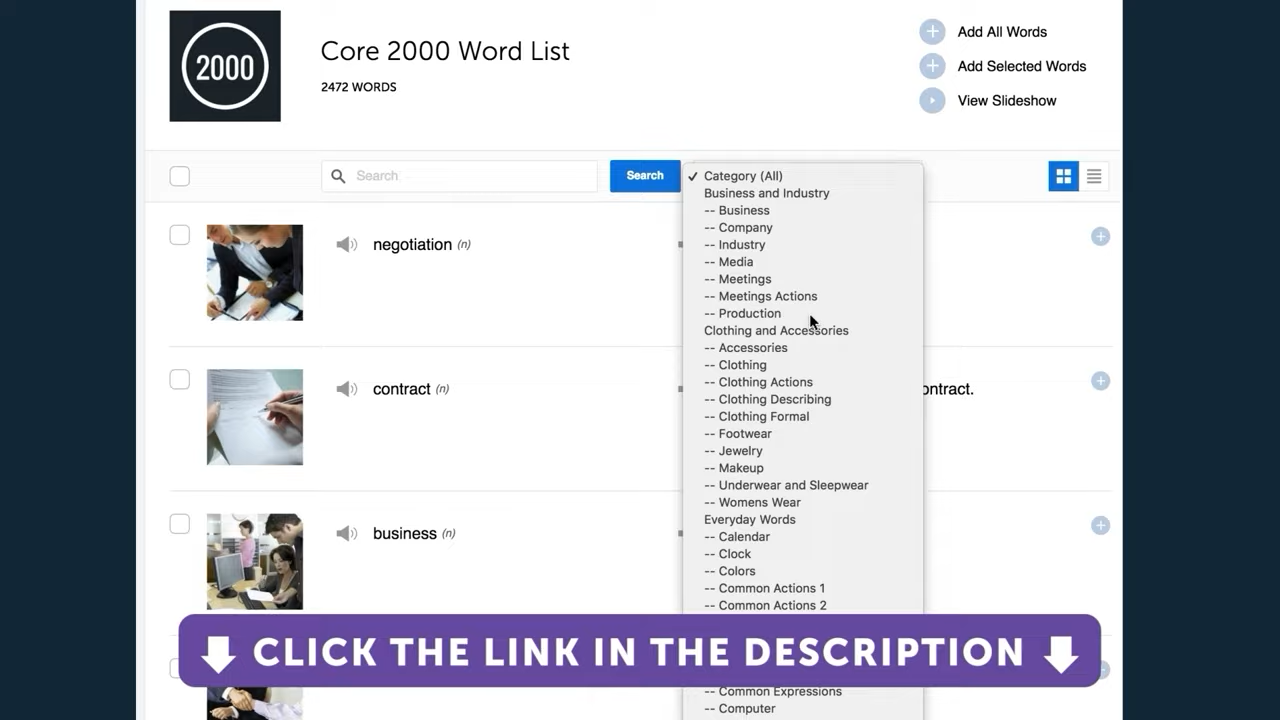 2000
Core 2000 Word List
2472 WORDS
Add All Words
Add Selected Words
View Slideshow
Search
Search
✓ Category (All)
Business and Industry
-- Business
-- Company
-- Industry
-- Media
-- Meetings
-- Meetings Actions
-- Production
Clothing and Accessories
-- Accessories
-- Clothing
-- Clothing Actions
-- Clothing Describing
-- Clothing Formal
-- Footwear
-- Jewelry
-- Makeup
-- Underwear and Sleepwear
-- Womens Wear
Everyday Words
-- Calendar
-- Clock
-- Colors
-- Common Actions 1
-- Common Actions 2
-- Common Expressions
-- Computer
negotiation (n)
contract (n)
ontract.
business (n)
CLICK THE LINK IN THE DESCRIPTION